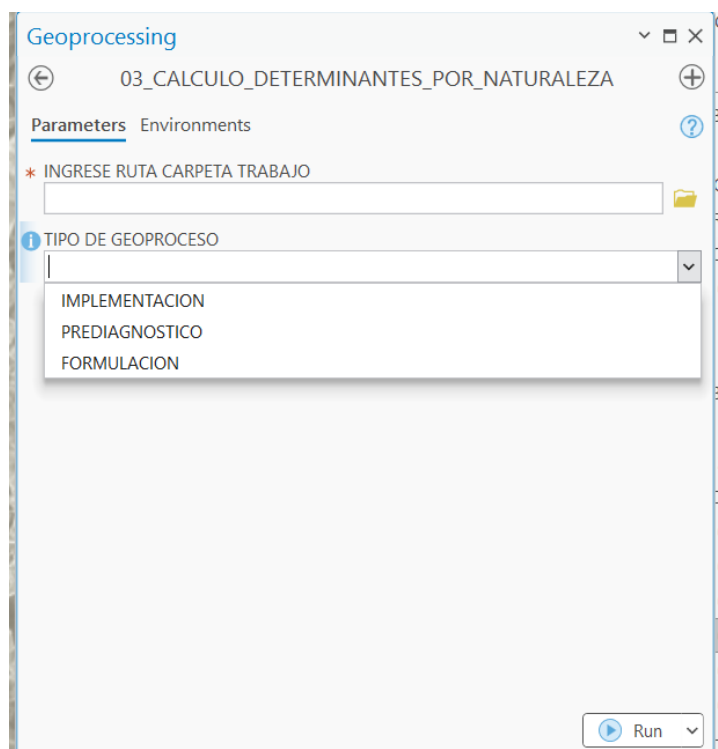 Geoprocessing
03_CALCULO_DETERMINANTES_POR_NATURALEZA
Parameters Environments
* INGRESE RUTA CARPETA TRABAJO
TIPO DE GEOPROCESO
IMPLEMENTACION
PREDIAGNOSTICO
FORMULACION
Run